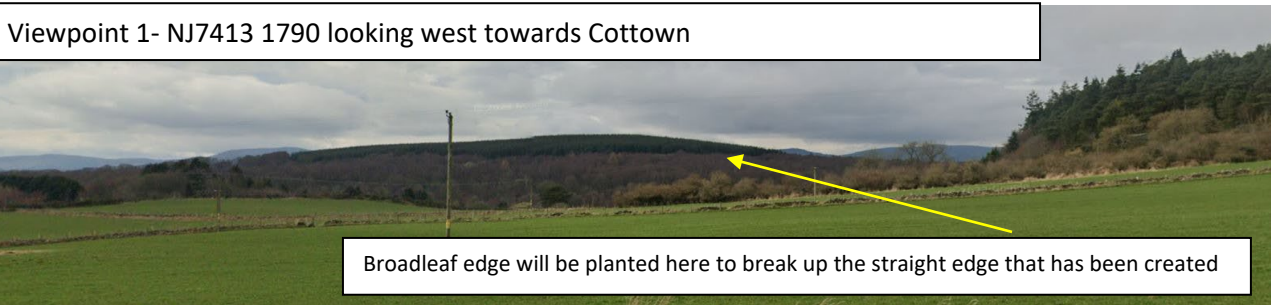 Viewpoint 1- NJ7413 1790 looking west towards Cottown
Broadleaf edge will be planted here to break up the straight edge that has been created